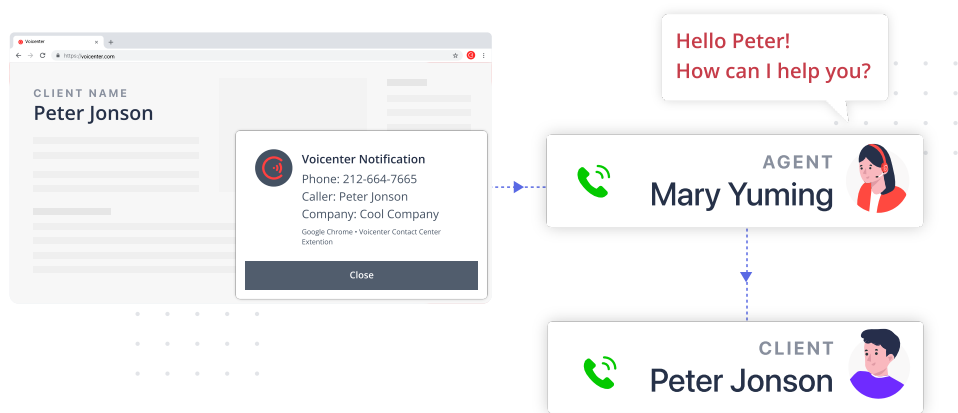 Voicenter
https://voicenter.com
CLIENT NAME
Peter Jonson
Voicenter Notification
Phone: 212-664-7665
Caller: Peter Jonson
Company: Cool Company
Google Chrome • Voicenter Contact Center
Extention
Close
Hello Peter!
How can I help you?
AGENT
Mary Yuming
CLIENT
Peter Jonson